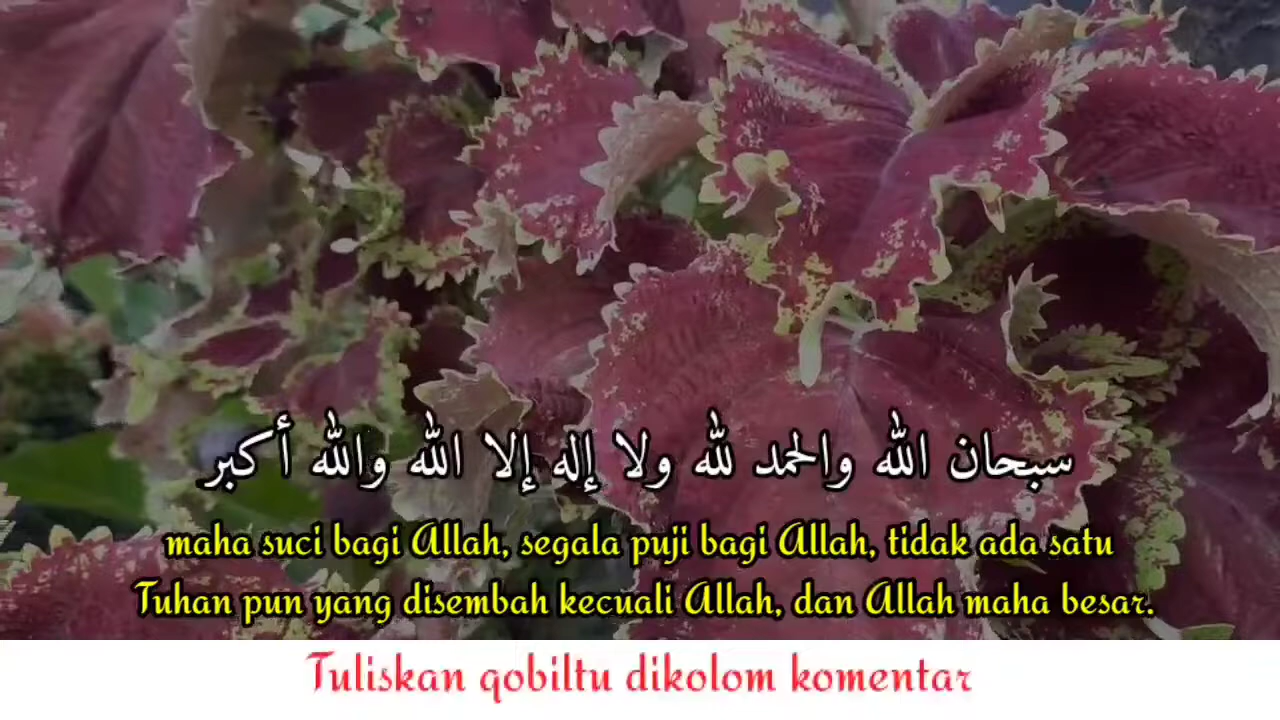 سبحان الله والحمد لله ولا إله إلا الله والله أكبر
maha suci bagi Allah, segala puji bagi Allah, tidak ada satu
Tuhan pun yang disembah kecuali Allah, dan Allah maha besar.
Tuliskan qobiltu dikolom komentar